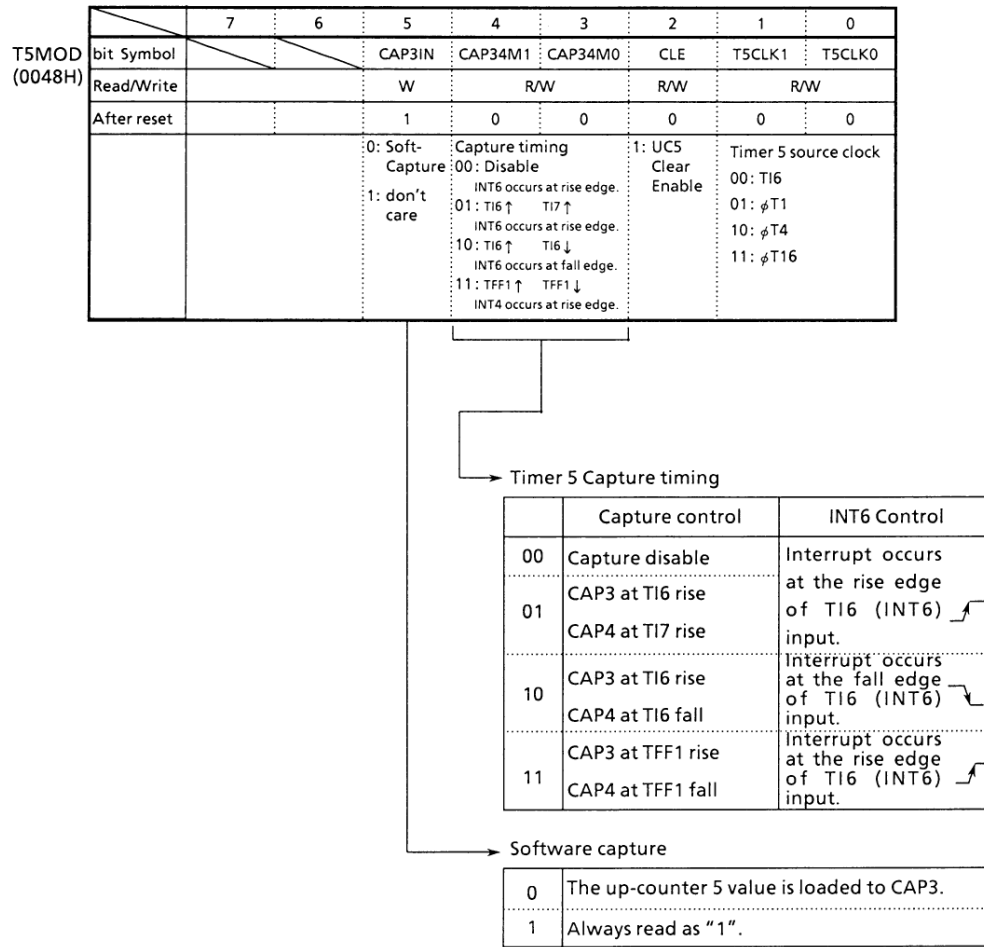 7 6 5 4 3 2 1 0
T5MOD
(0048H)
bit Symbol CAP3IN CAP34M1 CAP34M0 CLE T5CLK1 T5CLK0
Read/Write W R/W R/W R/W
After reset 1 0 0 0 0 0
0: Soft-
Capture
1: don't
care
Capture timing
00: Disable
INT6 occurs at rise edge.
01: TI6↑ TI7↑
INT6 occurs at rise edge.
10: TI6↑ TI6↓
INT6 occurs at fall edge.
11: TFF1↑ TFF1↓
INT4 occurs at rise edge.
1: UC5
Clear
Enable
Timer 5 source clock
00: TI6
01: ϕT1
10: ϕT4
11: ϕT16
Timer 5 Capture timing
Capture control INT6 Control
00 Capture disable
01 CAP3 at TI6 rise
CAP4 at TI7 rise
Interrupt occurs
at the rise edge
of TI6 (INT6)
input.
10 CAP3 at TI6 rise
CAP4 at TI6 fall
Interrupt occurs
at the fall edge
of TI6 (INT6)
input.
11 CAP3 at TFF1 rise
CAP4 at TFF1 fall
Interrupt occurs
at the rise edge
of TI6 (INT6)
input.
Software capture
0 The up-counter 5 value is loaded to CAP3.
1 Always read as "1".